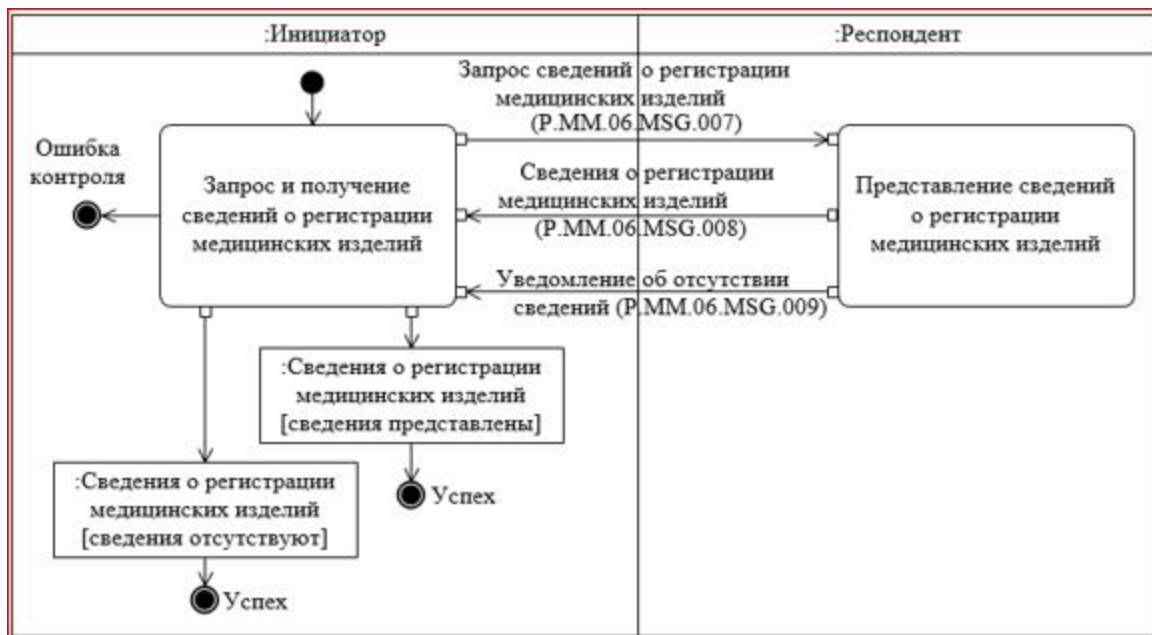 :Инициатор
:Респондент
Запрос сведений о регистрации
медицинских изделий
(P.MM.06.MSG.007)
Ошибка
контроля
Запрос и получение
сведений о регистрации
медицинских изделий
Сведения о регистрации
медицинских изделий
(P.MM.06.MSG.008)
Представление сведений
о регистрации
медицинских изделий
Уведомление об отсутствии
сведений (P.MM.06.MSG.009)
:Сведения о регистрации
медицинских изделий
[сведения представлены]
Успех
:Сведения о регистрации
медицинских изделий
[сведения отсутствуют]
Успех